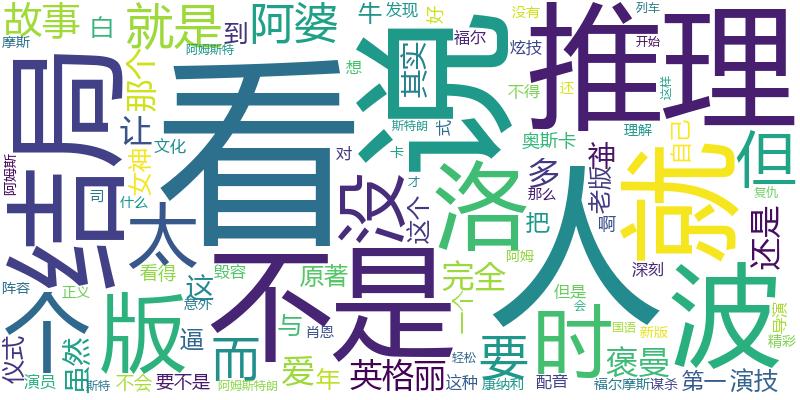 故事 白 就是 到 阿婆 牛 发现 好 没有 列车
摩斯 阿姆斯特 福尔 炫技 开始
结局 那个 看 说 其实 想 还 推理 这样
让 文化 对 斯特朗 式 不得 奥斯卡 理解 自己 但
阿姆斯 女神 没 这个 洛 卡 才 多 那么 老版 神 就 复仇
司 什么 太 把 哥 还是
阵容 正义 看得 毁容 这 意外 不是 原著 完全 阿姆 人 深刻 波
一个 个 版 逼 而 与 肖恩 时 但是 会 国语 新版 导演 精彩
仪式 虽然 爱 年 英格丽 要 褒曼
演员 斯特 不会 要不是 阿姆斯特朗 这种 轻松 康纳利 配音 福尔摩斯 谋杀 第一 演技